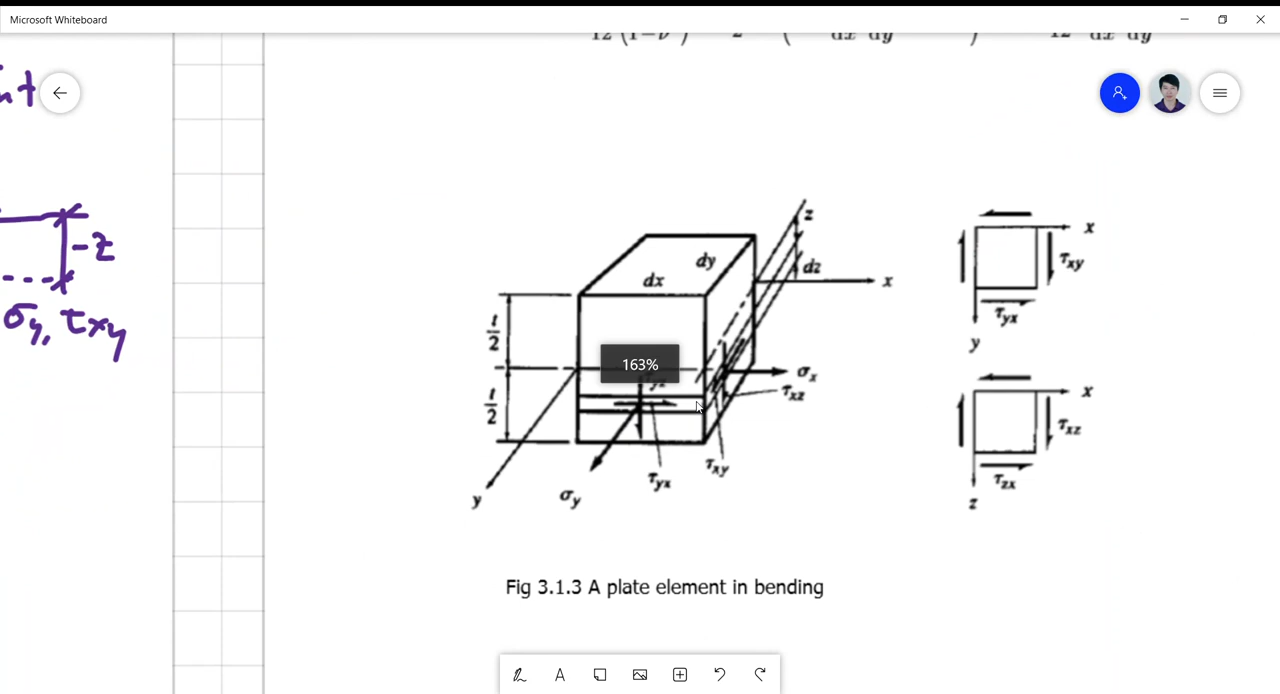 Microsoft Whiteboard
nt
-z
σy, τxy
z
dy
dx
dz
x
t
2
163%
σx
τxz
t
2
τxy
τyx
y
σy
x
τxy
τyx
y
x
τxz
τzx
z
Fig 3.1.3 A plate element in bending
A